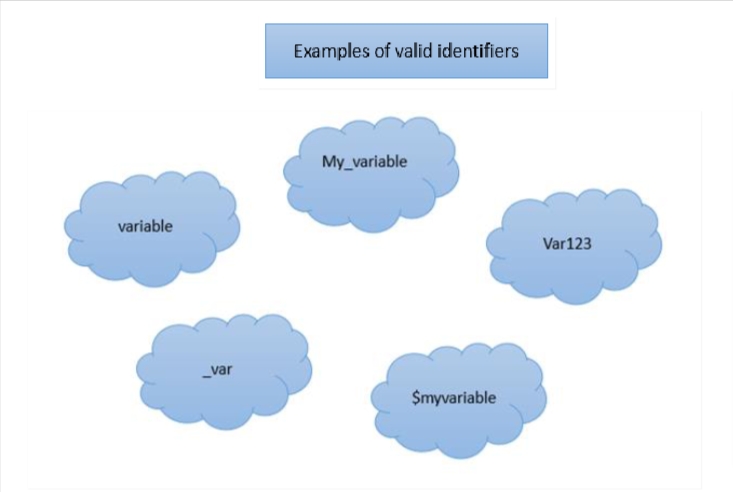 Examples of valid identifiers
My_variable
variable
Var123
_var
$myvariable